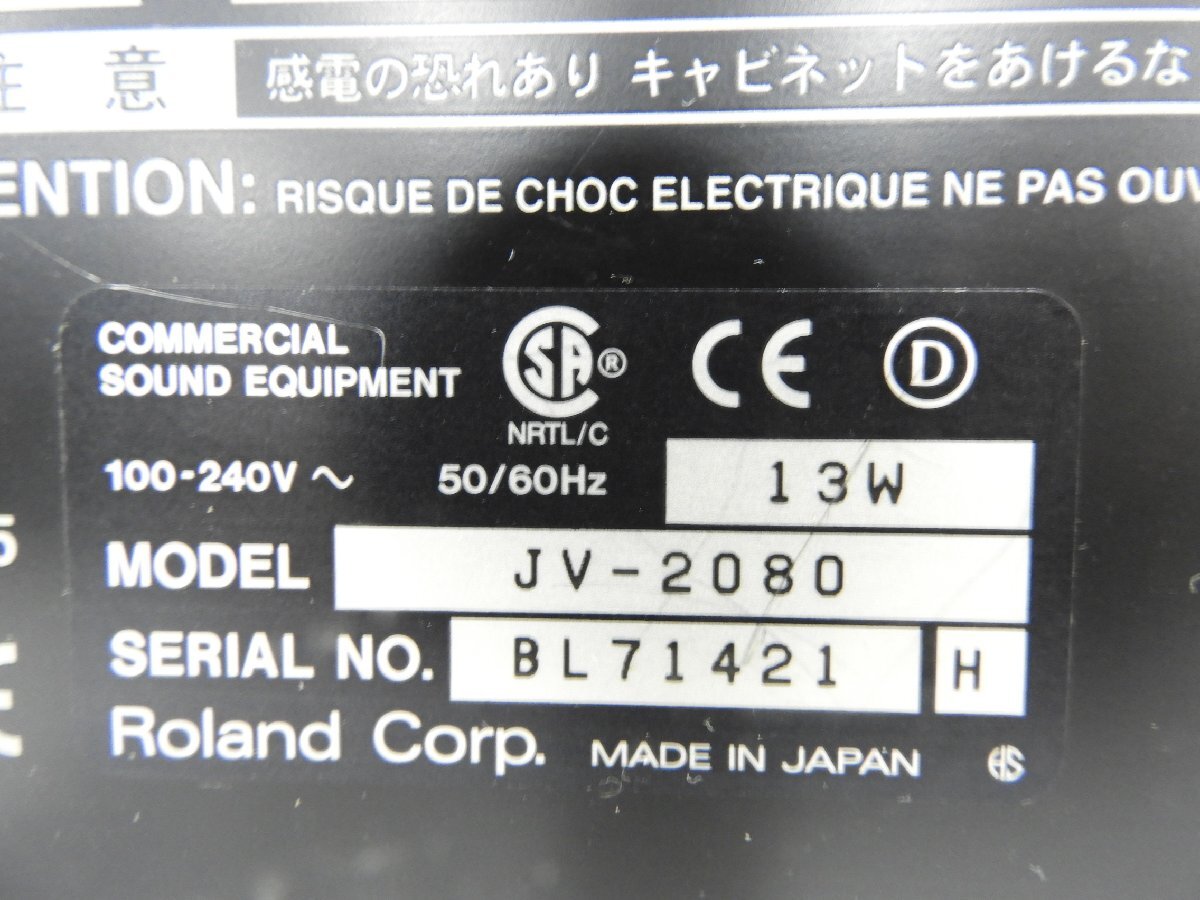 注意 感電の恐れあり キャビネットをあけるな
ENTION: RISQUE DE CHOC ELECTRIQUE NE PAS OUV
COMMERCIAL
SOUND EQUIPMENT
SA ®
NRTL/C
CE
D
100-240V ~ 50/60Hz 13W
MODEL JV-2080
SERIAL NO. BL71421 H
Roland Corp. MADE IN JAPAN